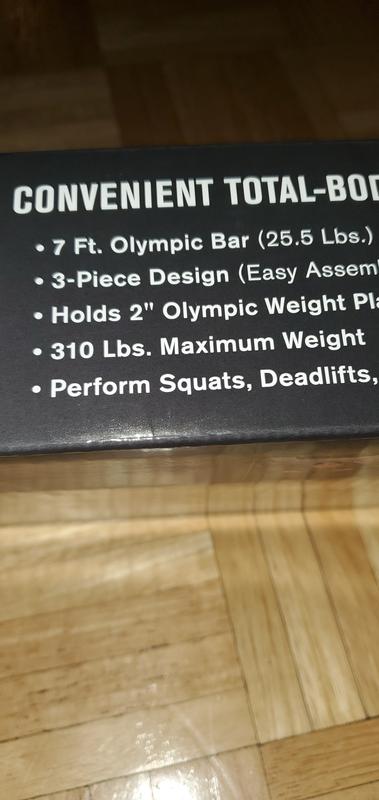 CONVENIENT TOTAL-BOD
• 7 Ft. Olympic Bar (25.5 Lbs.)
• 3-Piece Design (Easy Assem
• Holds 2" Olympic Weight Pla
• 310 Lbs. Maximum Weight
• Perform Squats, Deadlifts,